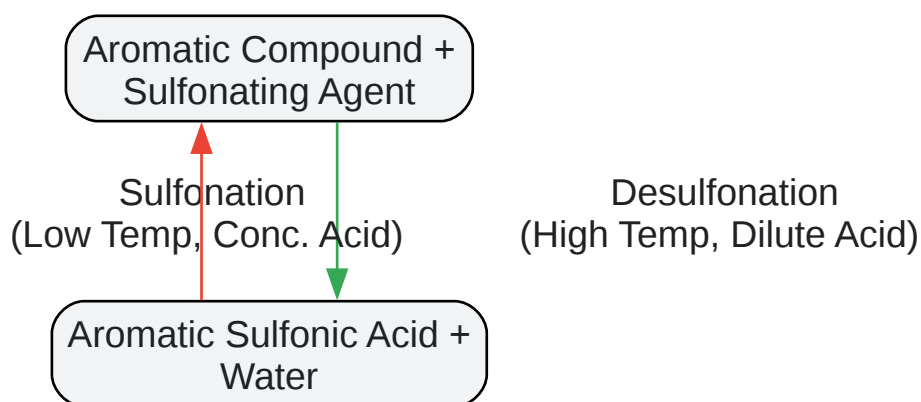 Aromatic Compound +
Sulfonating Agent
Sulfonation
(Low Temp, Conc. Acid)
Desulfonation
(High Temp, Dilute Acid)
Aromatic Sulfonic Acid +
Water